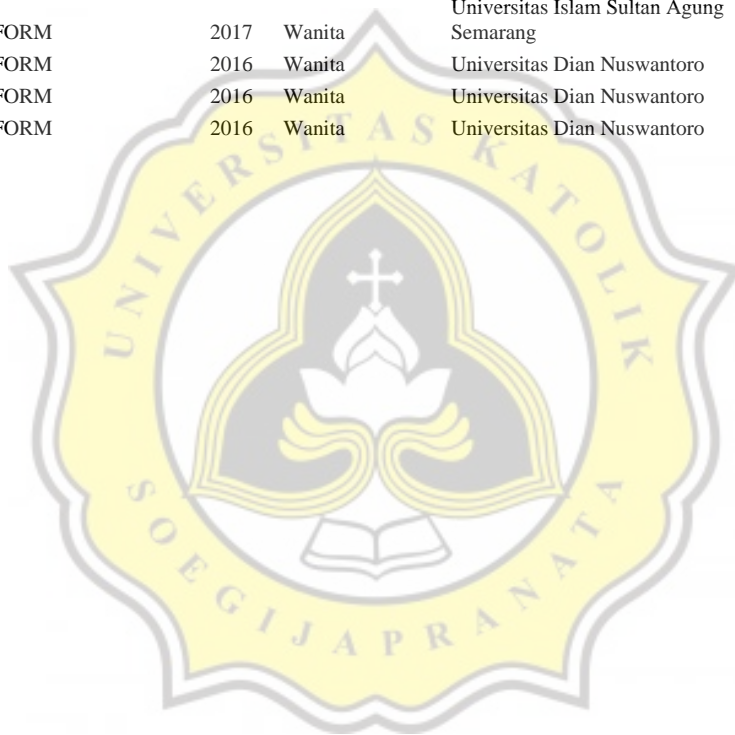 Universitas Islam Sultan Agung
FORM 2017 Wanita Semarang
FORM 2016 Wanita Universitas Dian Nuswantoro
FORM 2016 Wanita Universitas Dian Nuswantoro
FORM 2016 Wanita Universitas Dian Nuswantoro
UNIVERSITAS KATOLIK
SOEGIJAPRANATA